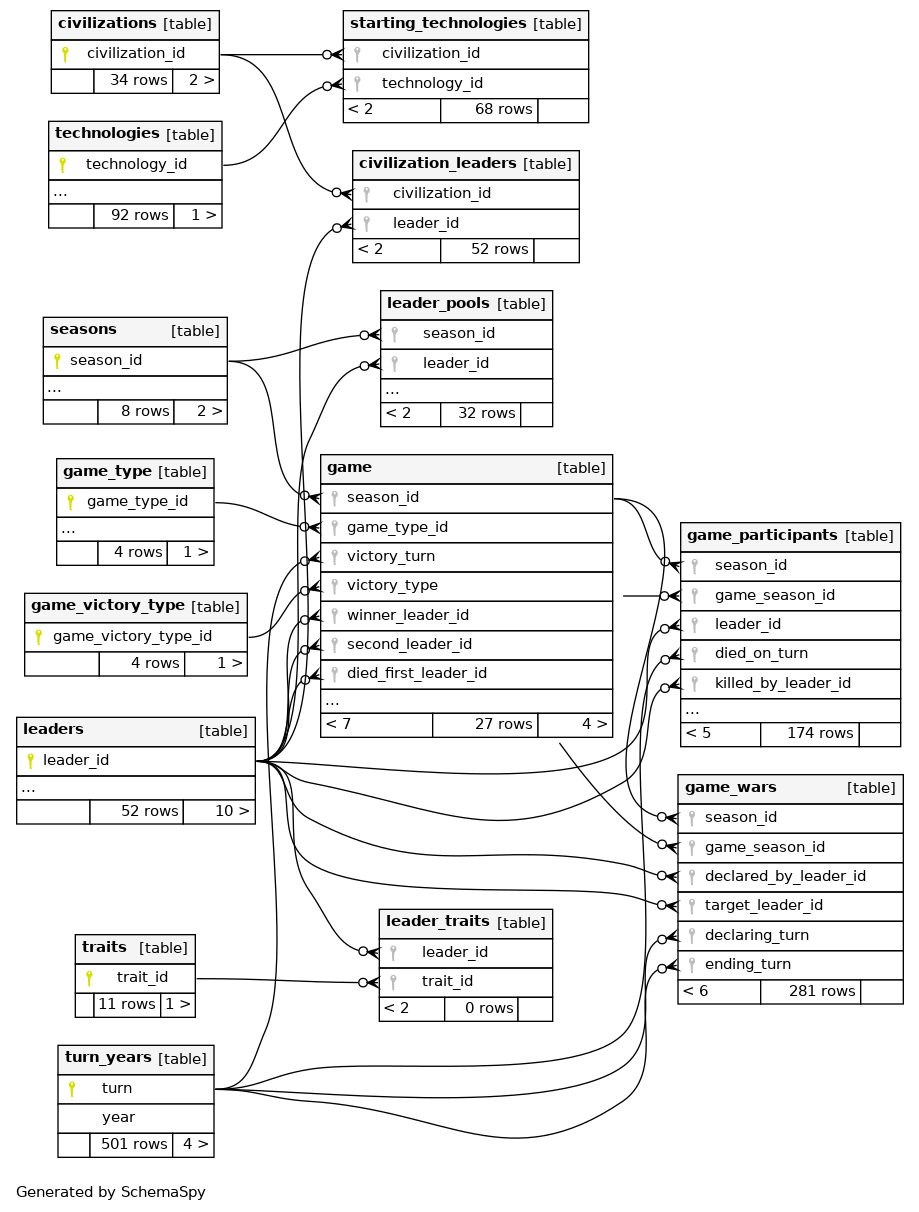 civilizations [table]
civilization_id
34 rows 2 >
starting_technologies [table]
civilization_id
technology_id
< 2 68 rows
technologies [table]
technology_id
...
92 rows 1 >
civilization_leaders [table]
civilization_id
leader_id
< 2 52 rows
leader_pools [table]
season_id
leader_id
...
< 2 32 rows
seasons [table]
season_id
...
8 rows 2 >
game_type [table]
game_type_id
...
4 rows 1 >
game [table]
season_id
game_type_id
victory_turn
victory_type
winner_leader_id
second_leader_id
died_first_leader_id
...
< 7 27 rows 4 >
game_participants [table]
season_id
game_season_id
leader_id
died_on_turn
killed_by_leader_id
...
< 5 174 rows
game_victory_type [table]
game_victory_type_id
4 rows 1 >
leaders [table]
leader_id
...
52 rows 10 >
game_wars [table]
season_id
game_season_id
declared_by_leader_id
target_leader_id
declaring_turn
ending_turn
< 6 281 rows
leader_traits [table]
leader_id
trait_id
< 2 0 rows
traits [table]
trait_id
11 rows 1 >
turn_years [table]
turn
year
501 rows 4 >
Generated by SchemaSpy